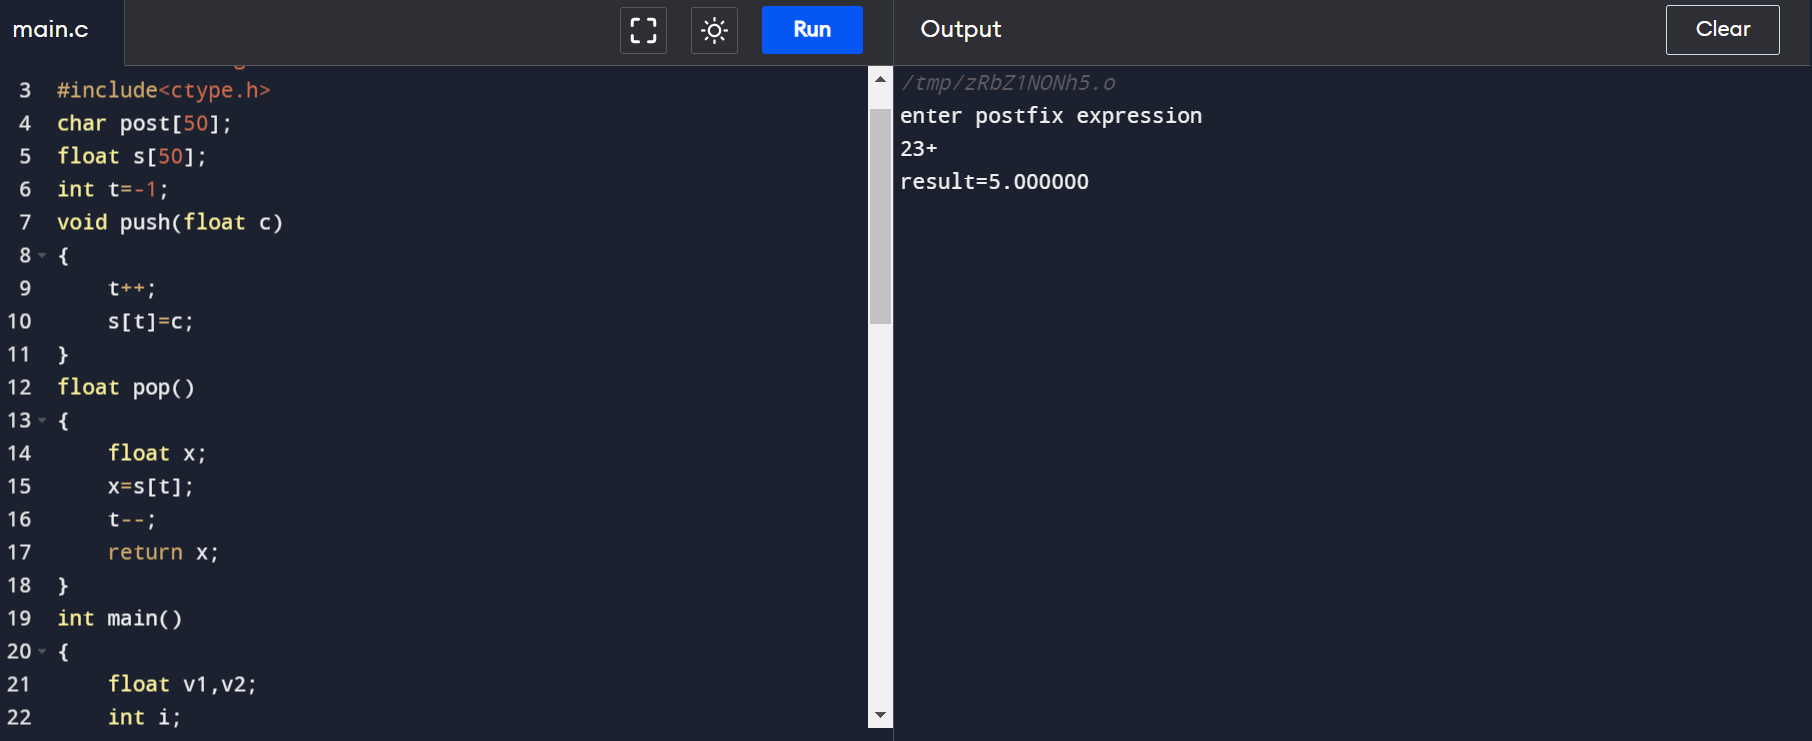 main.c
Run
Output
Clear
3 #include<ctype.h>
4 char post[50];
5 float s[50];
6 int t=-1;
7 void push(float c)
8 {
9 t++;
10 s[t]=c;
11 }
12 float pop()
13 {
14 float x;
15 x=s[t];
16 t--;
17 return x;
18 }
19 int main()
20 {
21 float v1,v2;
22 int i;
/tmp/zRbZ1NONh5.o
enter postfix expression
23+
result=5.000000